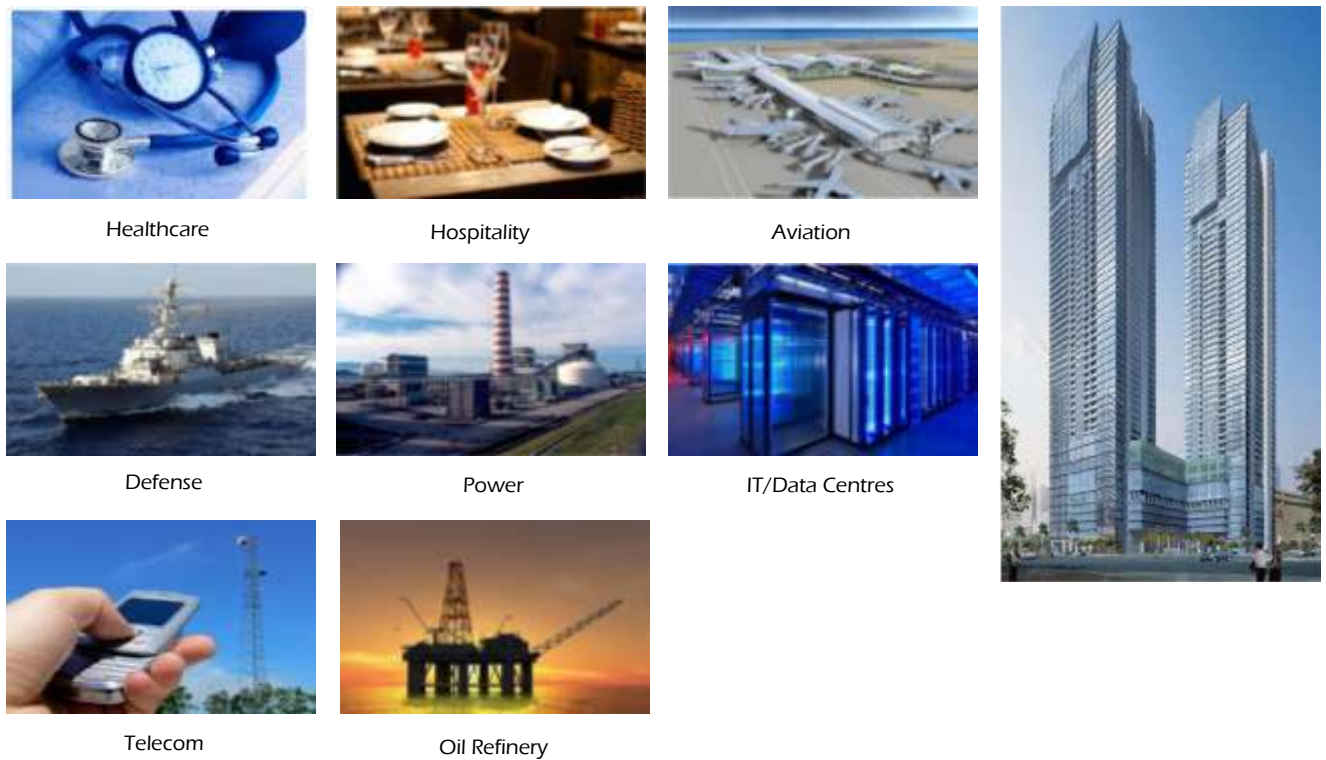 Healthcare
Hospitality
Aviation
Defense
Power
IT/Data Centres
Telecom
Oil Refinery